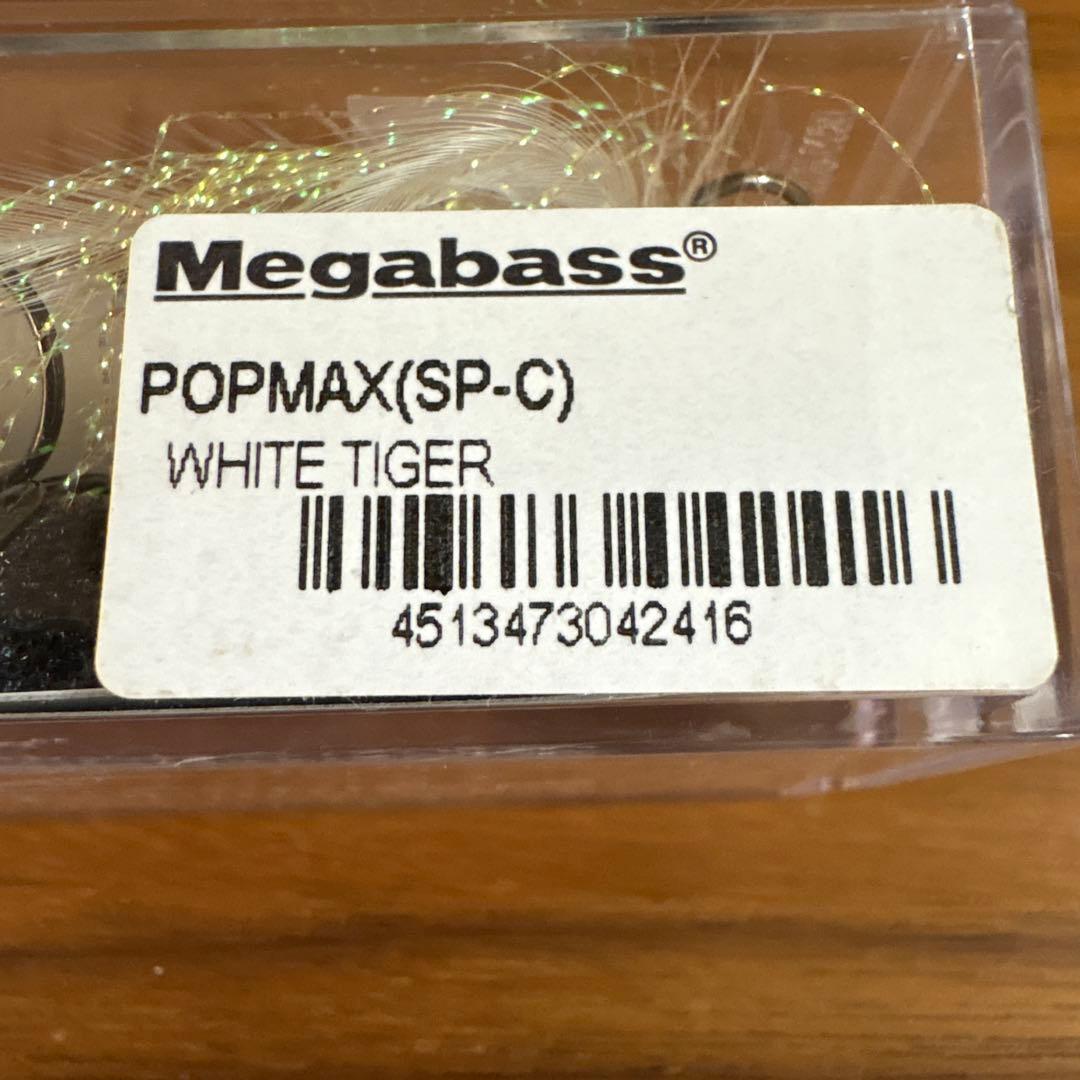 Megabass®
POPMAX(SP-C)
WHITE TIGER
4513473042416